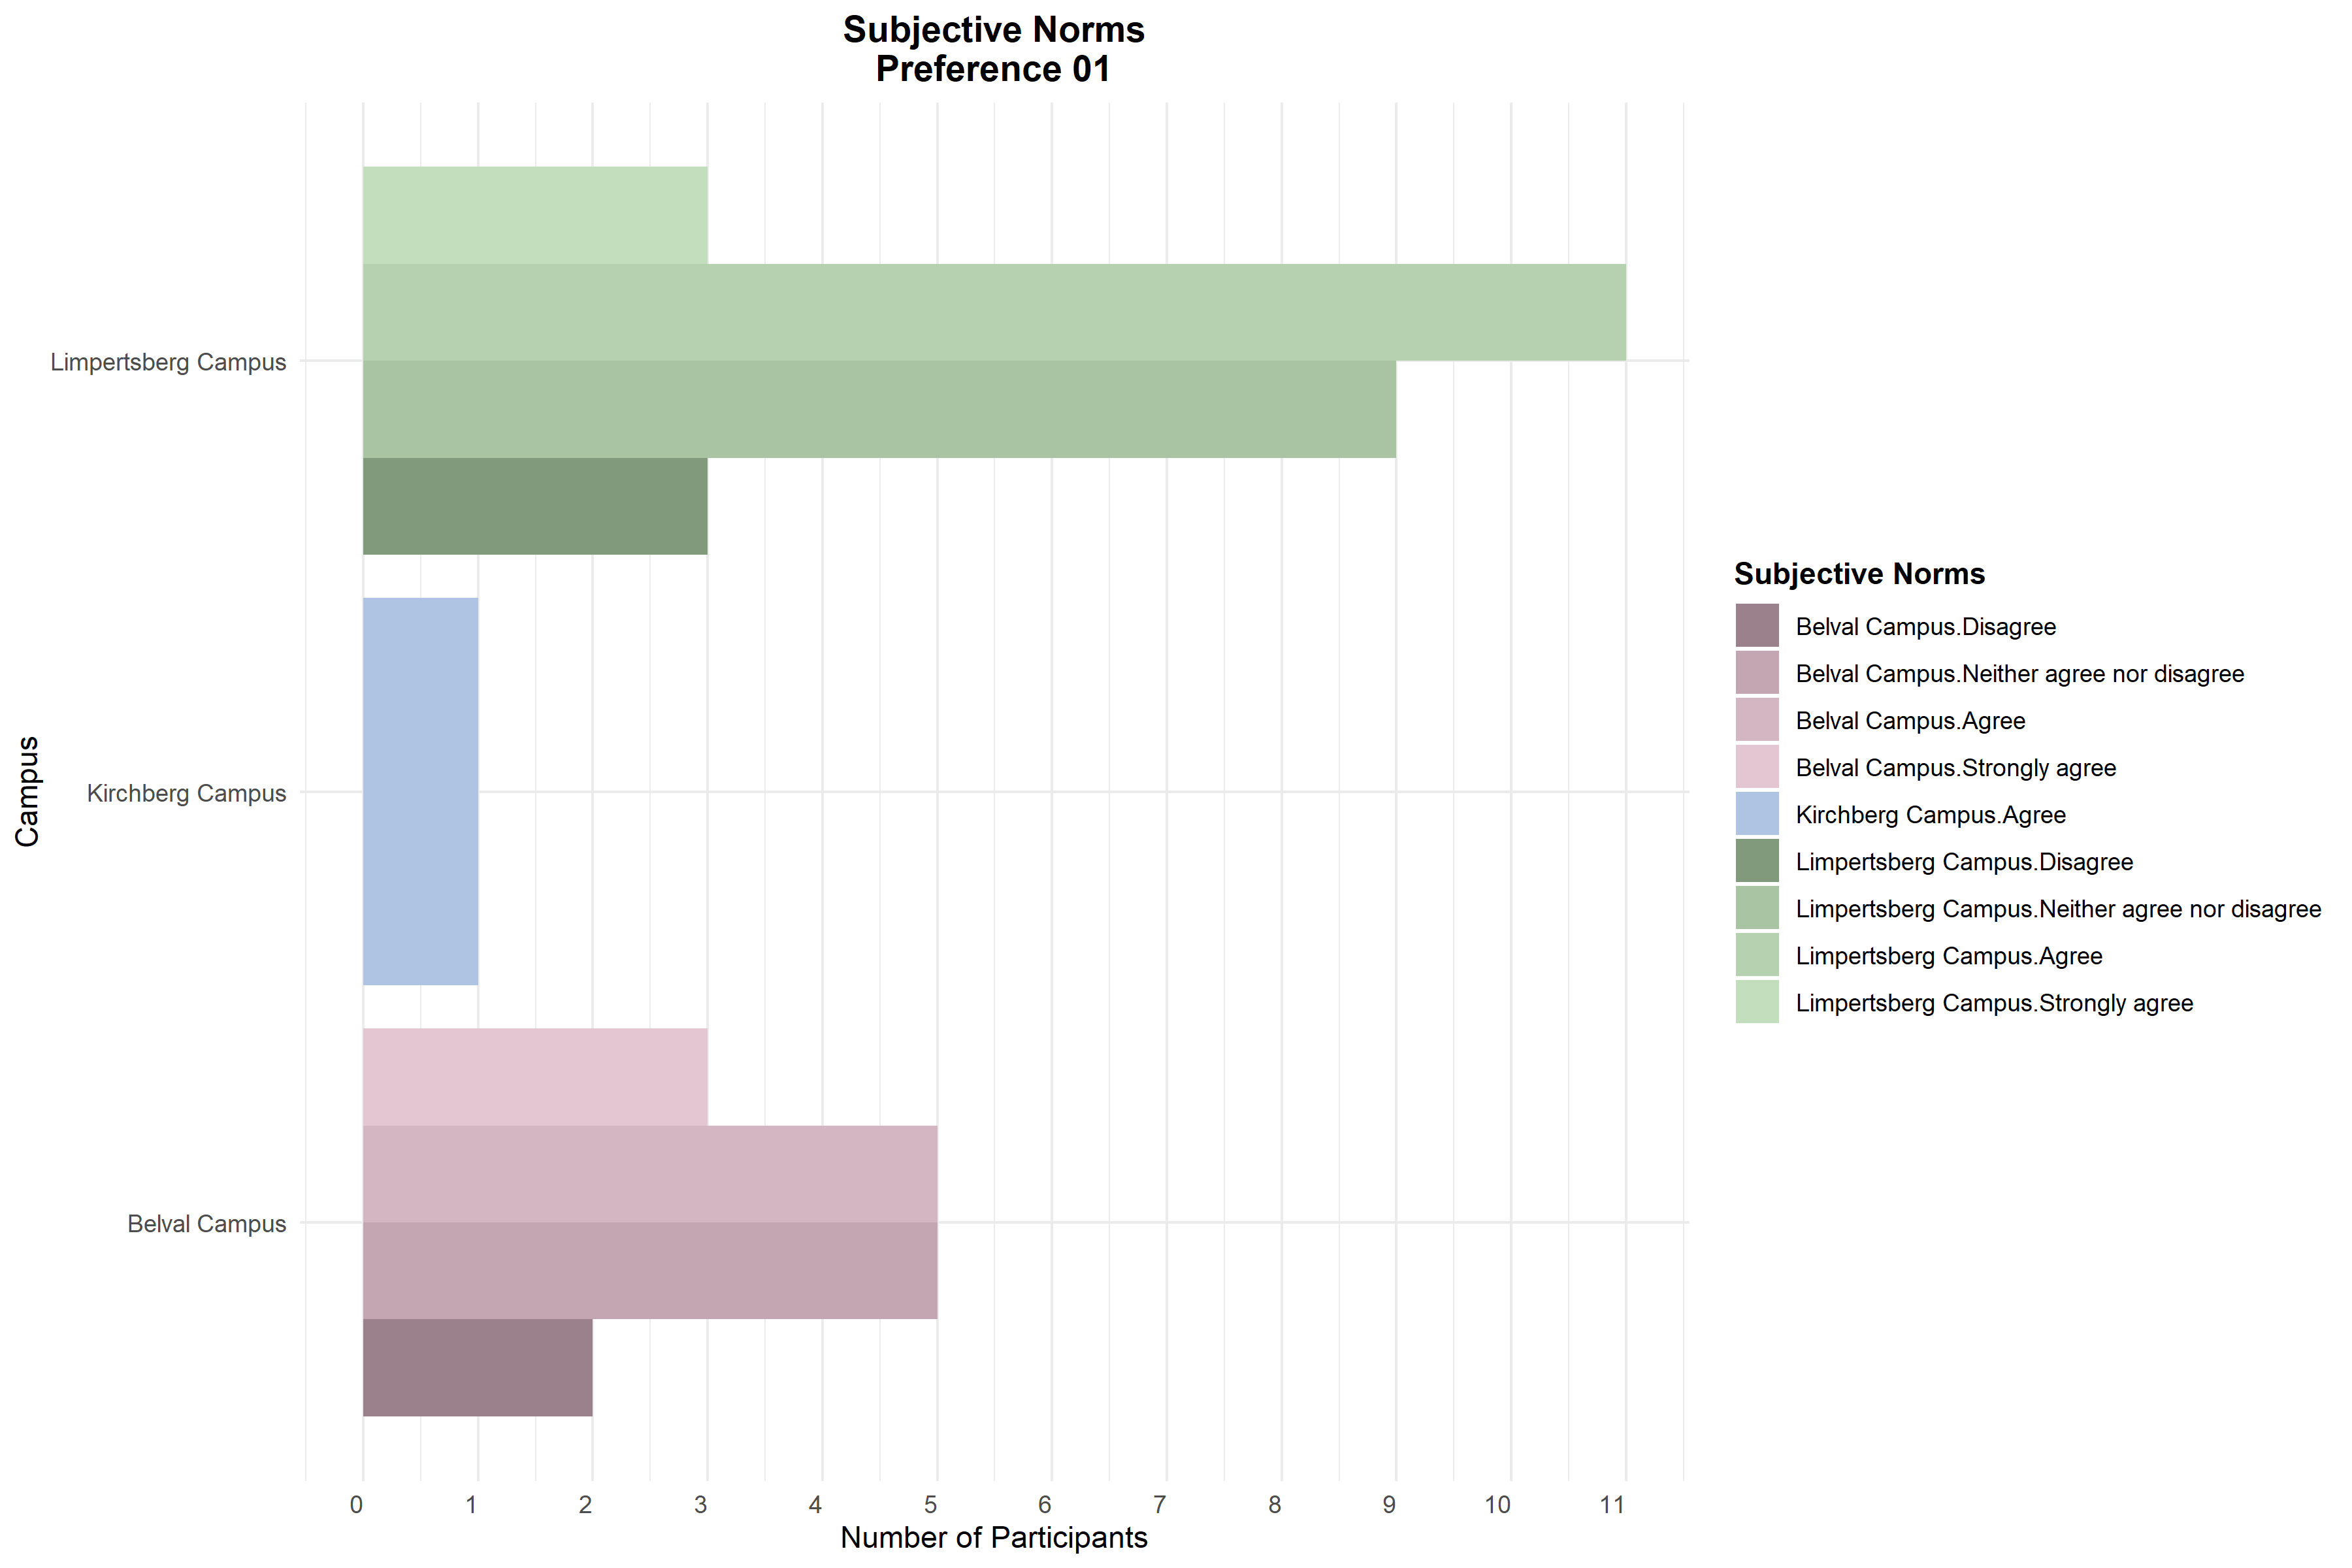 Subjective Norms
Preference 01
Limpertsberg Campus
Kirchberg Campus
Belval Campus
Campus
0 1 2 3 4 5 6 7 8 9 10 11
Number of Participants
Subjective Norms
Belval Campus.Disagree
Belval Campus.Neither agree nor disagree
Belval Campus.Agree
Belval Campus.Strongly agree
Kirchberg Campus.Agree
Limpertsberg Campus.Disagree
Limpertsberg Campus.Neither agree nor disagree
Limpertsberg Campus.Agree
Limpertsberg Campus.Strongly agree